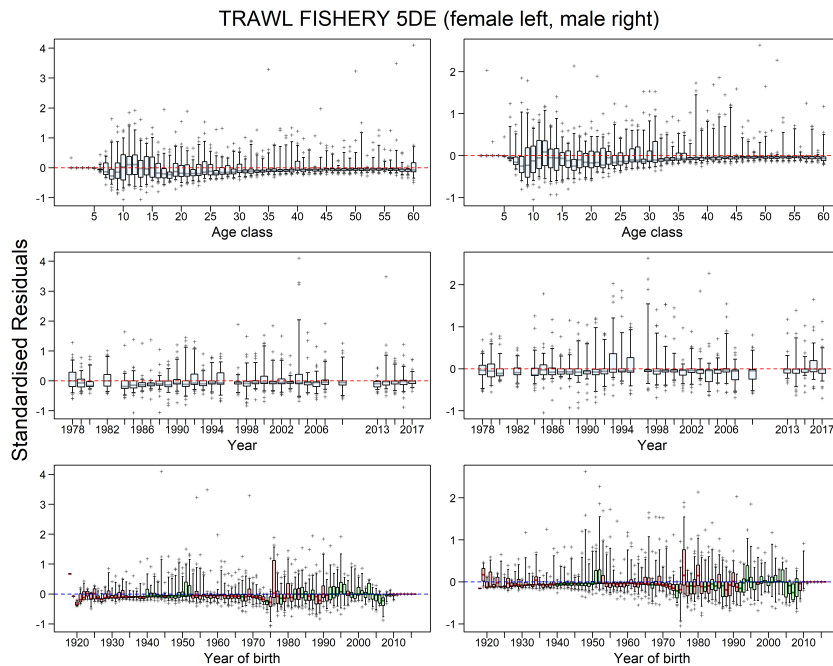 TRAWL FISHERY 5DE (female left, male right)
4
3
2
1
0
-1
5 10 15 20 25 30 35 40 45 50 55 60
Age class
2
1
0
-1
5 10 15 20 25 30 35 40 45 50 55 60
Age class
Standardised Residuals
4
3
2
1
0
-1
1978 1982 1986 1990 1994 1998 2002 2006 2013 2017
Year
2
1
0
-1
1978 1982 1986 1990 1994 1998 2002 2006 2013 2017
Year
4
3
2
1
0
-1
1920 1930 1940 1950 1960 1970 1980 1990 2000 2010
Year of birth
2
1
0
-1
1920 1930 1940 1950 1960 1970 1980 1990 2000 2010
Year of birth